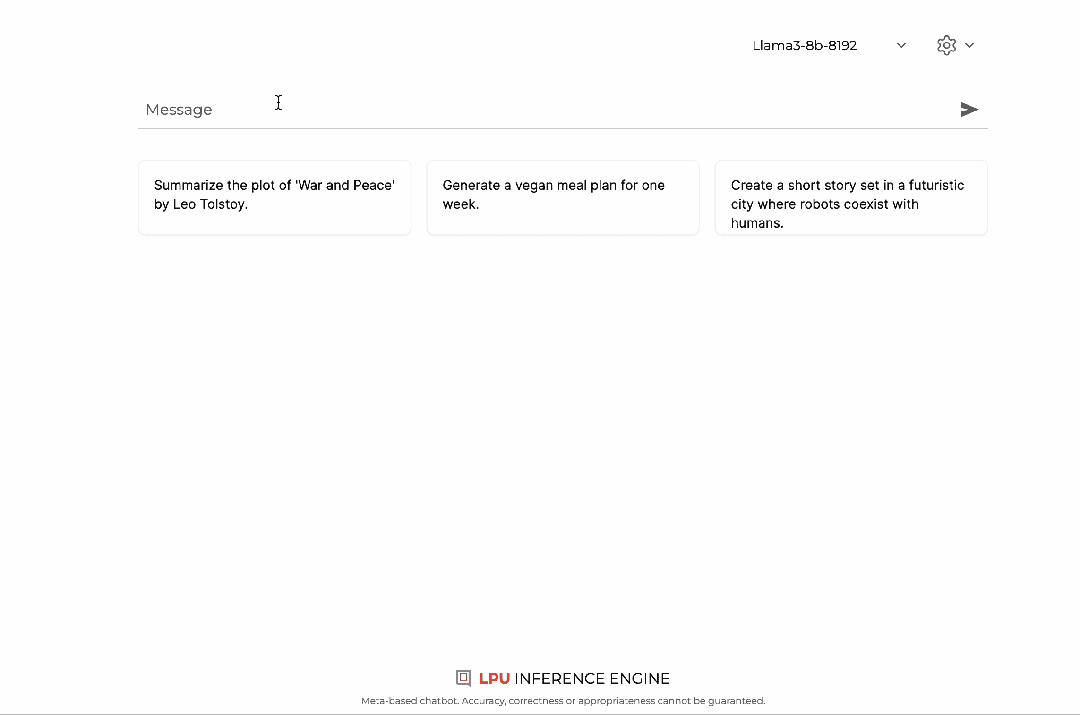 Llama3-8b-8192
Message
Summarize the plot of 'War and Peace'
by Leo Tolstoy.
Generate a vegan meal plan for one
week.
Create a short story set in a futuristic
city where robots coexist with
humans.
LPU INFERENCE ENGINE
Meta-based chatbot. Accuracy, correctness or appropriateness cannot be guaranteed.